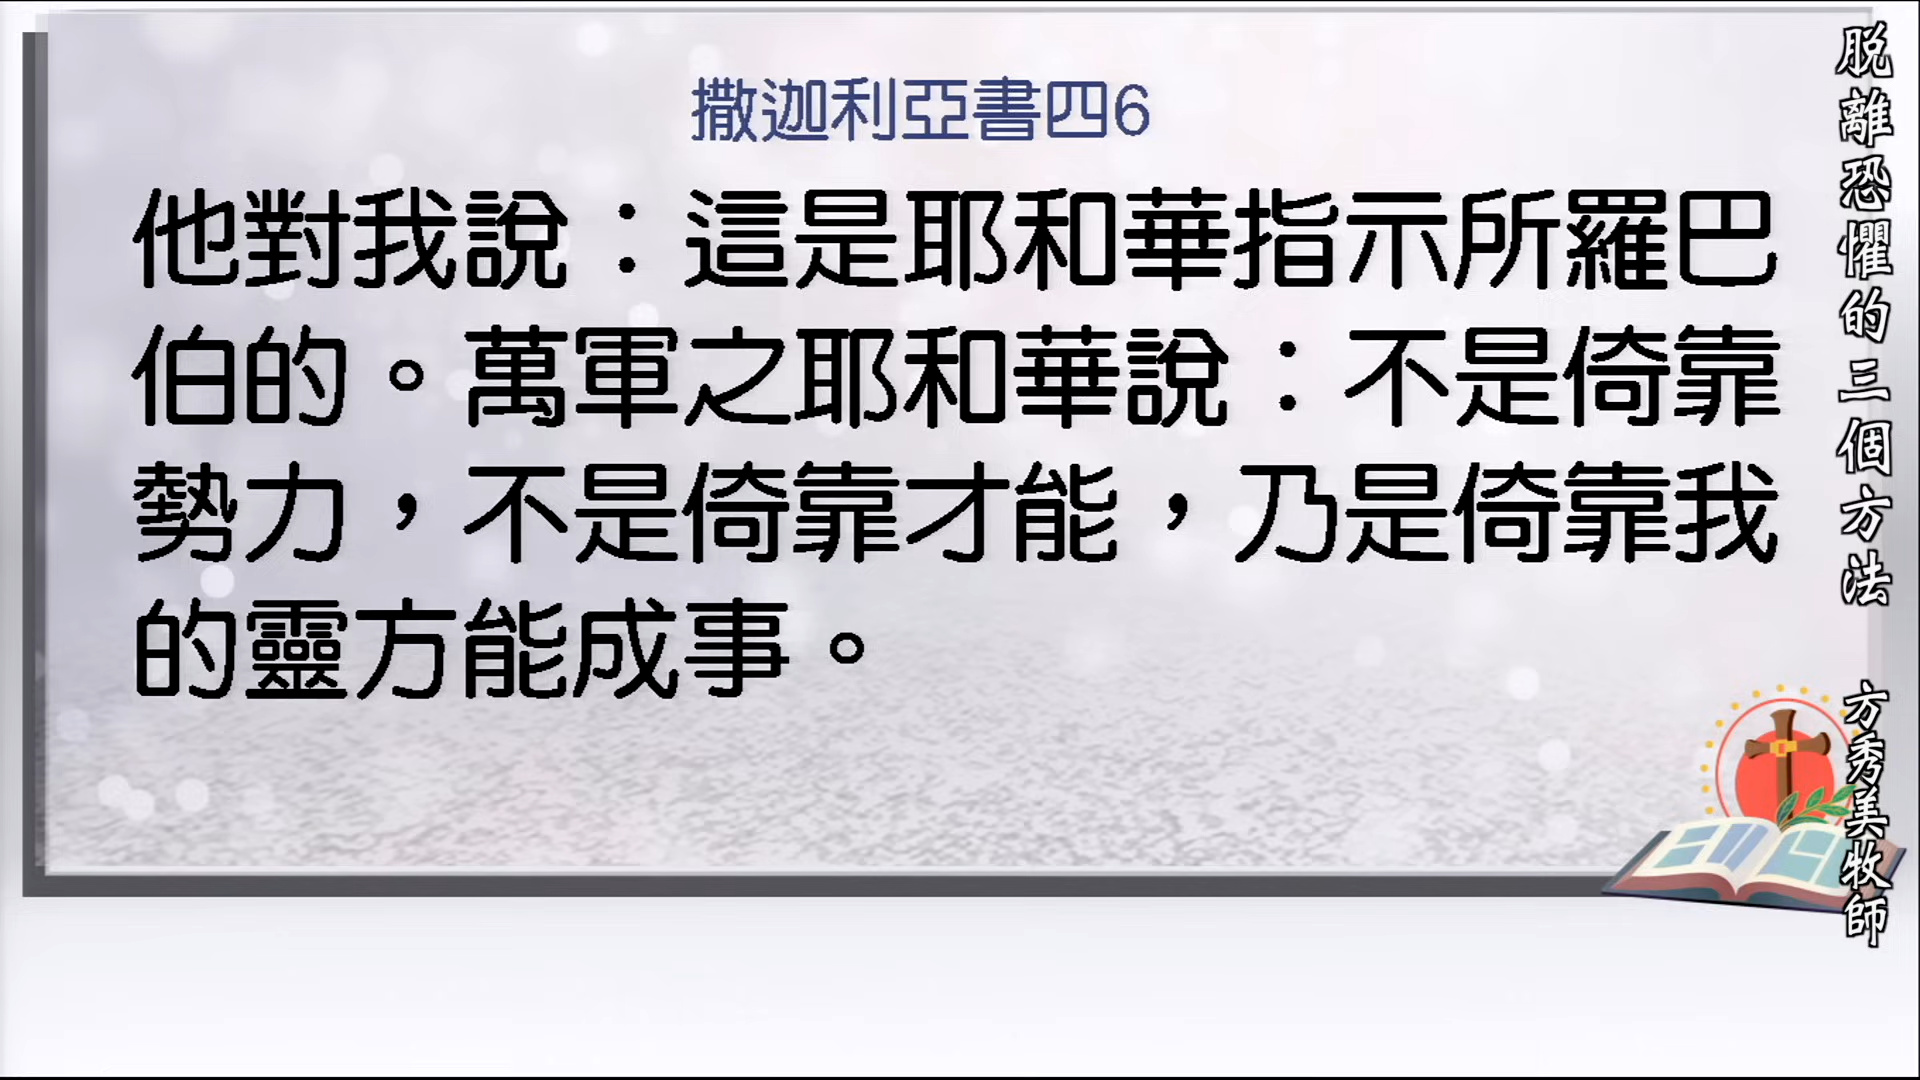 撒迦利亞書四6
他對我說：這是耶和華指示所羅巴
伯的。萬軍之耶和華說：不是倚靠
勢力，不是倚靠才能，乃是倚靠我
的靈方能成事。
脫離恐懼的三個方法
方秀美牧師